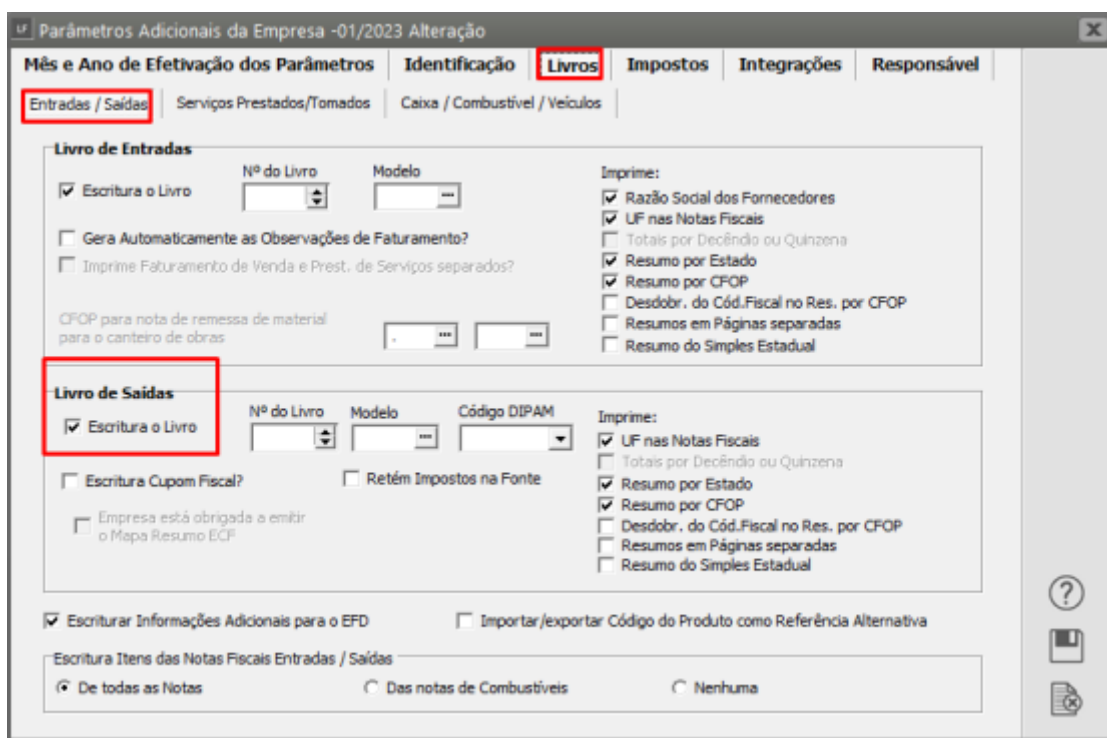 LF Parâmetros Adicionais da Empresa -01/2023 Alteração
Mês e Ano de Efetivação dos Parâmetros Identificação Livros Impostos Integrações Responsável
Entradas / Saídas Serviços Prestados/Tomados Caixa / Combustível / Veículos
Livro de Entradas
Nº do Livro Modelo Imprime:
Escritura o Livro
Razão Social dos Fornecedores
UF nas Notas Fiscais
Gera Automaticamente as Observações de Faturamento?
Totais por Decêndio ou Quinzena
Imprime Faturamento de Venda e Prest. de Serviços separados?
Resumo por Estado
Resumo por CFOP
Desdobr. do Cód.Fiscal no Res. por CFOP
CFOP para nota de remessa de material
para o canteiro de obras
Resumos em Páginas separadas
Resumo do Simples Estadual
Livro de Saídas
Nº do Livro Modelo Código DIPAM Imprime:
Escritura o Livro
UF nas Notas Fiscais
Totais por Decêndio ou Quinzena
Escritura Cupom Fiscal? Retém Impostos na Fonte
Resumo por Estado
Resumo por CFOP
Empresa está obrigada a emitir
o Mapa Resumo ECF
Desdobr. do Cód.Fiscal no Res. por CFOP
Resumos em Páginas separadas
Resumo do Simples Estadual
Escriturar Informações Adicionais para o EFD Importar/exportar Código do Produto como Referência Alternativa
Escritura Itens das Notas Fiscais Entradas / Saídas
De todas as Notas Das notas de Combustíveis Nenhuma